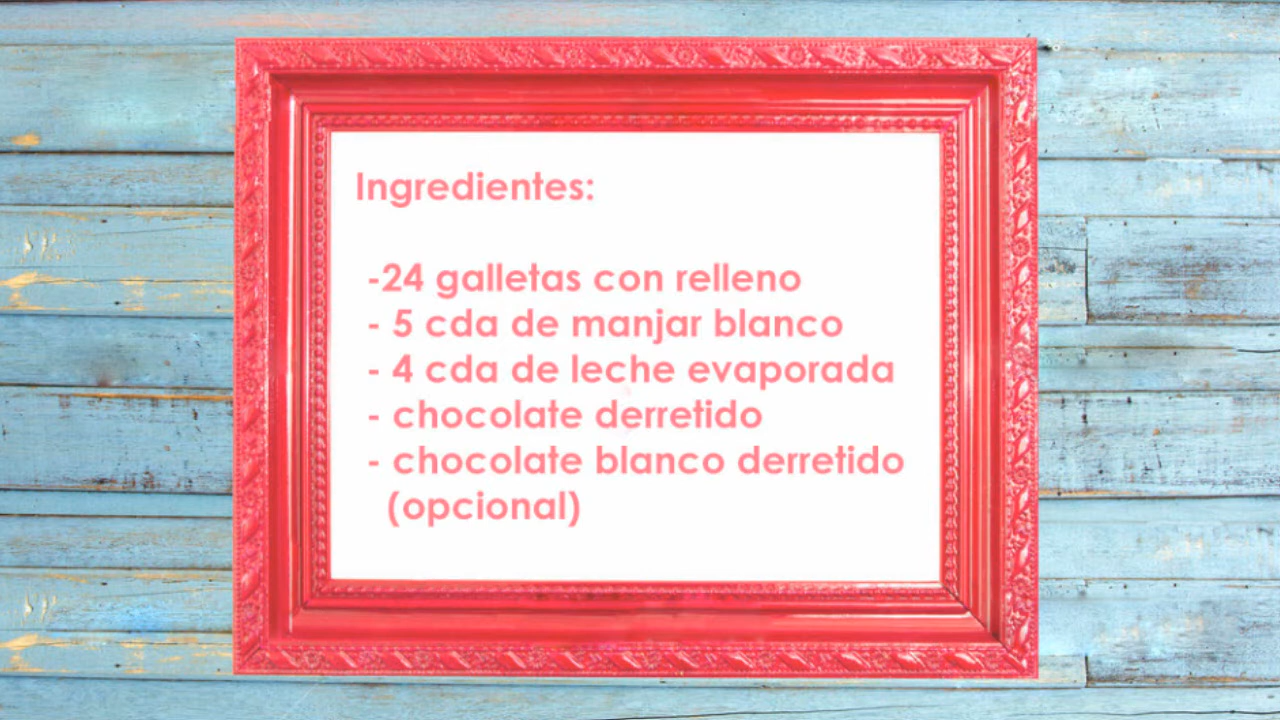 Ingredientes:
-24 galletas con relleno
- 5 cda de manjar blanco
- 4 cda de leche evaporada
- chocolate derretido
- chocolate blanco derretido
(opcional)